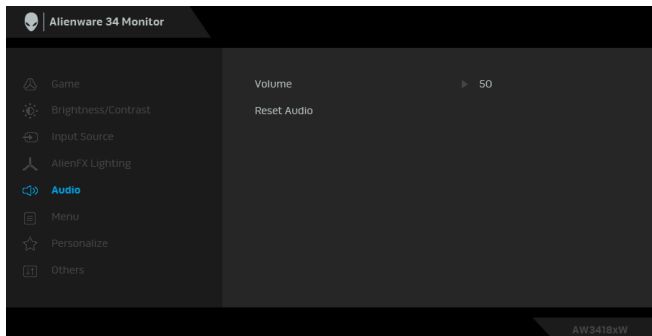 Alienware 34 Monitor
Game
Brightness/Contrast
Input Source
AlienFX Lighting
Audio
Menu
Personalize
Others
Volume 50
Reset Audio
AW3418xW